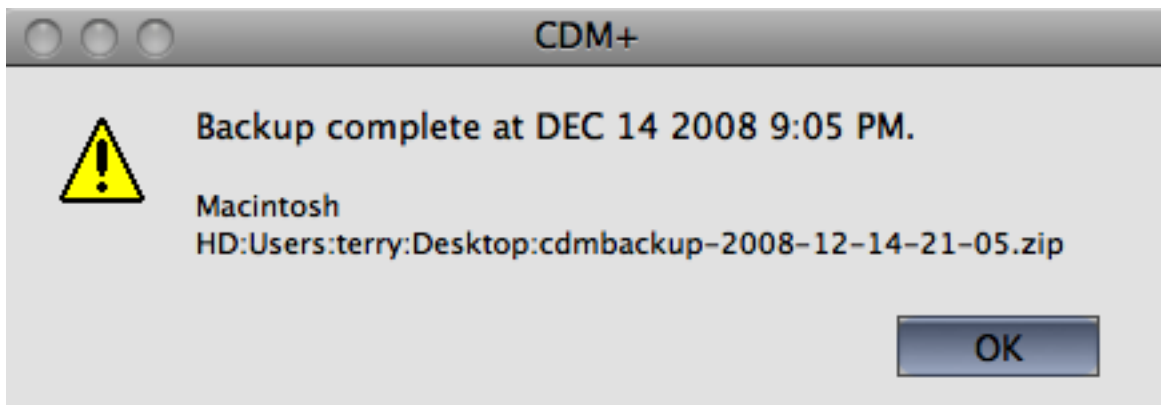 CDM+
Backup complete at DEC 14 2008 9:05 PM.
Macintosh
HD:Users:terry:Desktop:cdmbackup-2008-12-14-21-05.zip
OK